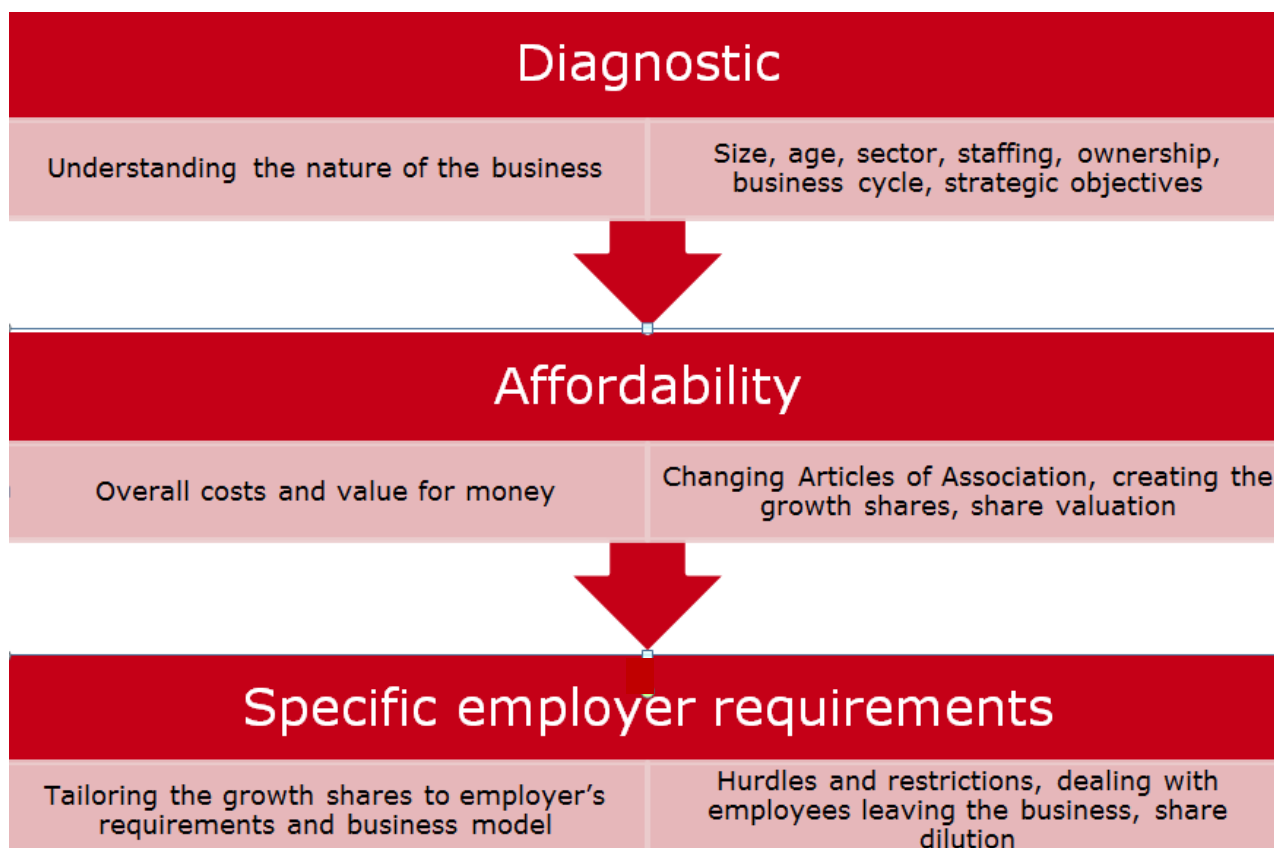 Diagnostic
Understanding the nature of the business
Size, age, sector, staffing, ownership,
business cycle, strategic objectives
Affordability
Overall costs and value for money
Changing Articles of Association, creating the
growth shares, share valuation
Specific employer requirements
Tailoring the growth shares to employer’s
requirements and business model
Hurdles and restrictions, dealing with
employees leaving the business, share
dilution